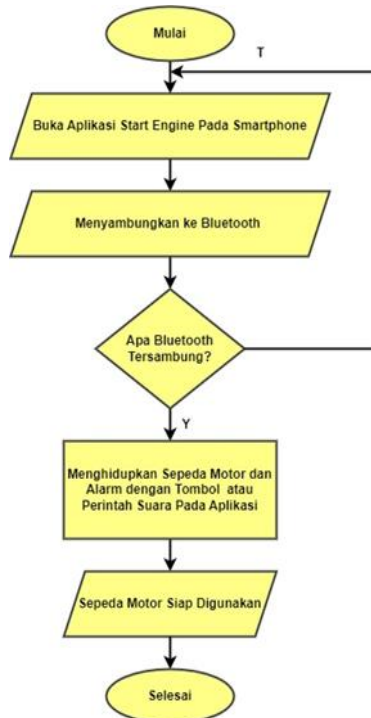 Mulai
T
Buka Aplikasi Start Engine Pada Smartphone
Menyambungkan ke Bluetooth
Apa Bluetooth
Tersambung?
Y
Menghidupkan Sepeda Motor dan
Alarm dengan Tombol atau
Perintah Suara Pada Aplikasi
Sepeda Motor Siap Digunakan
Selesai